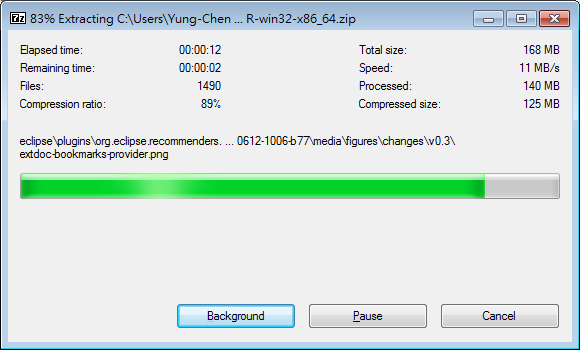 7z 83% Extracting C:\Users\Yung-Chen ... R-win32-x86_64.zip
Elapsed time: 00:00:12 Total size: 168 MB
Remaining time: 00:00:02 Speed: 11 MB/s
Files: 1490 Processed: 140 MB
Compression ratio: 89% Compressed size: 125 MB
eclipse\plugins\org.eclipse.recommenders. ... 0612-1006-b77\media\figures\changes\v0.3\
extdoc-bookmarks-provider.png
Background Pause Cancel